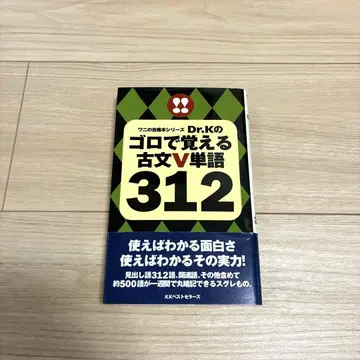 !!
ワニの合格本シリーズ Dr.Kの
ゴロで覚える
古文V単語
312
使えばわかる面白さ
使えばわかるその実力!
見出し語312語、関連語、その他含めて
約500語が一週間で丸暗記できるスグレもの。
KKベストセラーズ